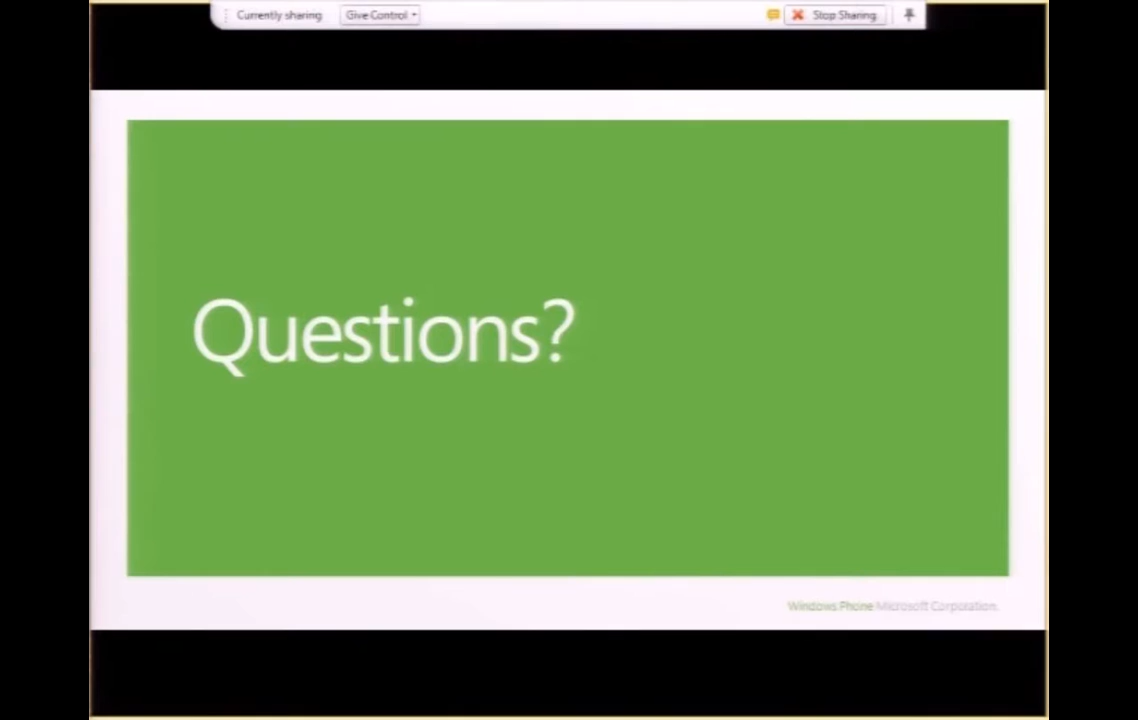 Currently sharing Give Control Stop Sharing
Questions?
Windows Phone Microsoft Corporation.